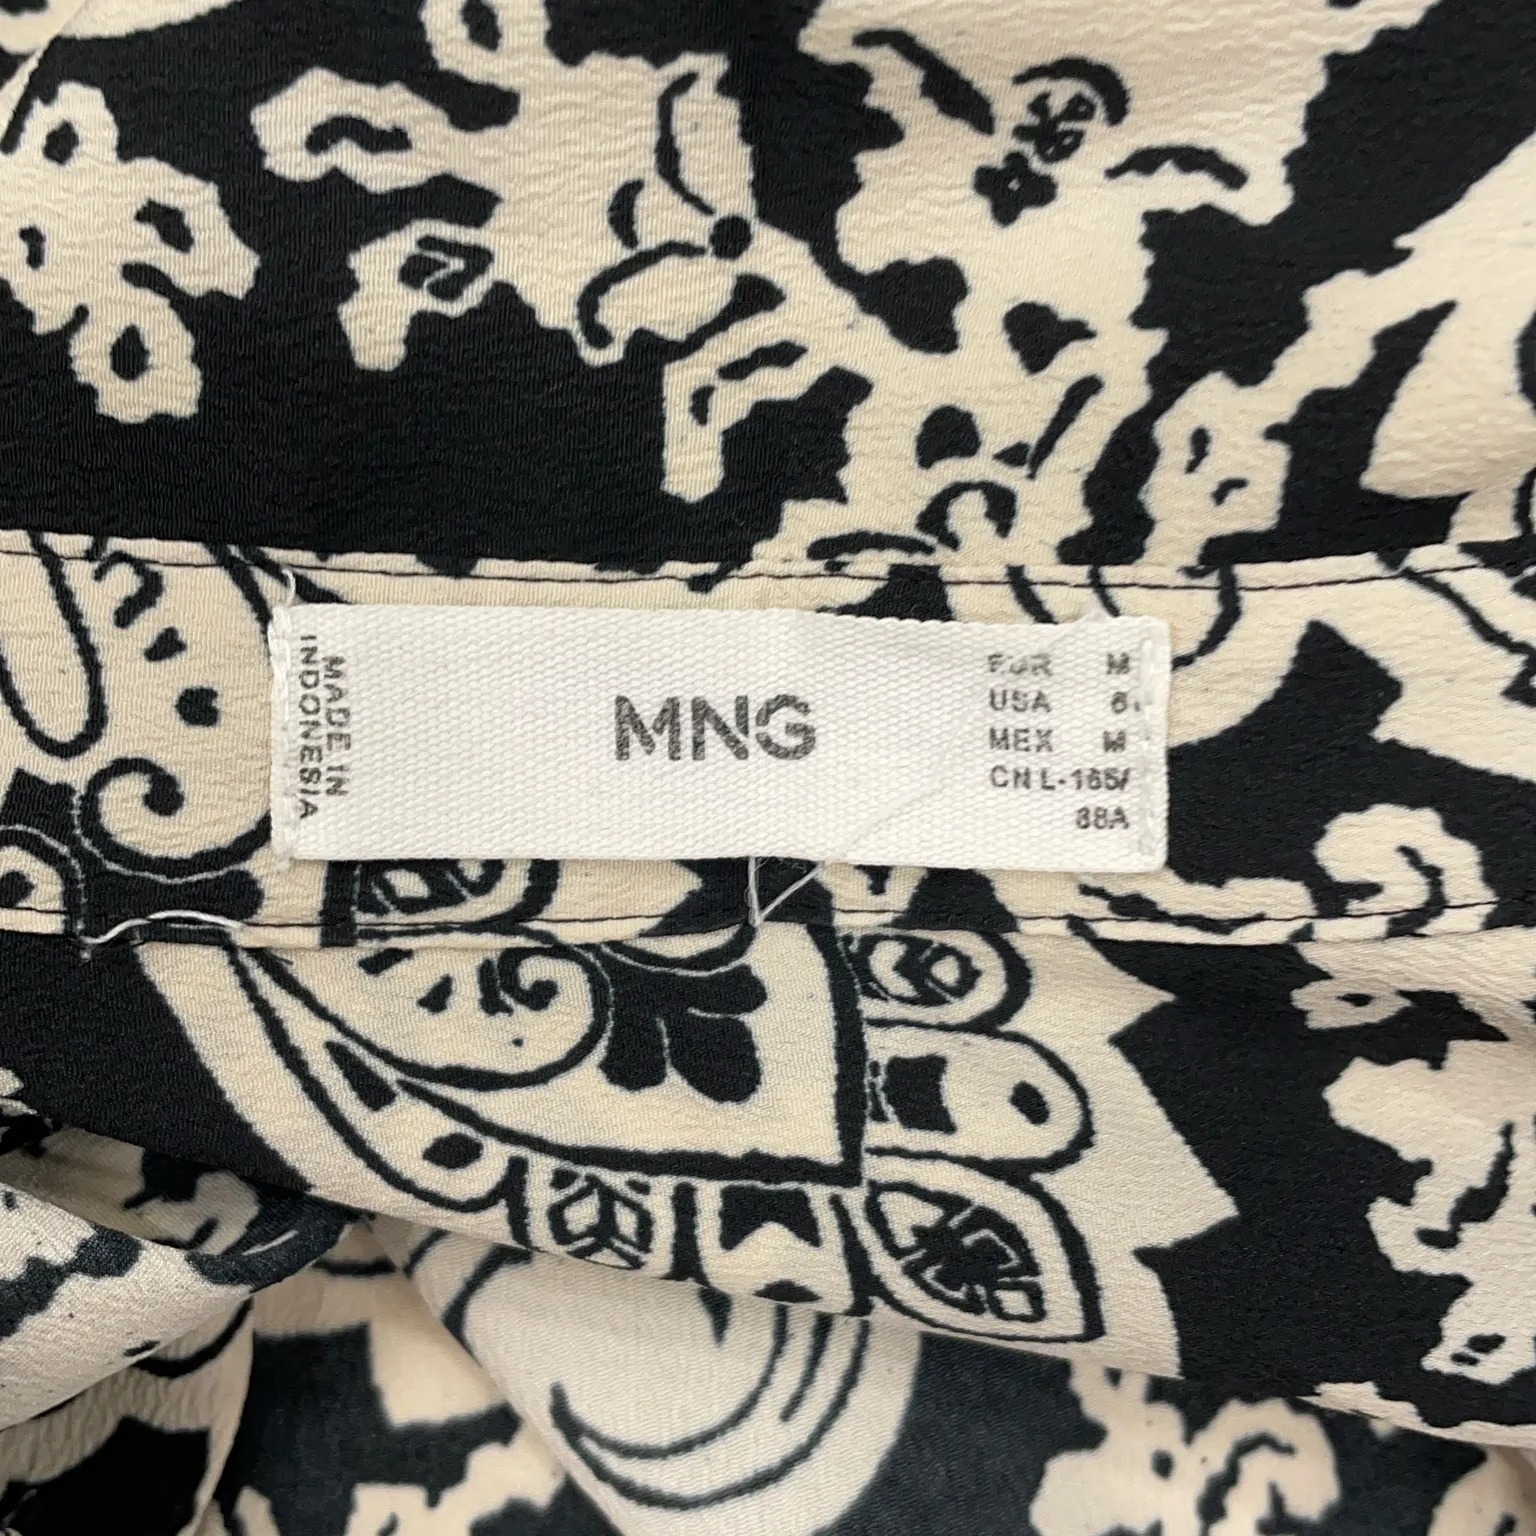 MADE IN
INDONESIA
MNG
EUR M
USA 6
MEX M
CN L-165/
88A